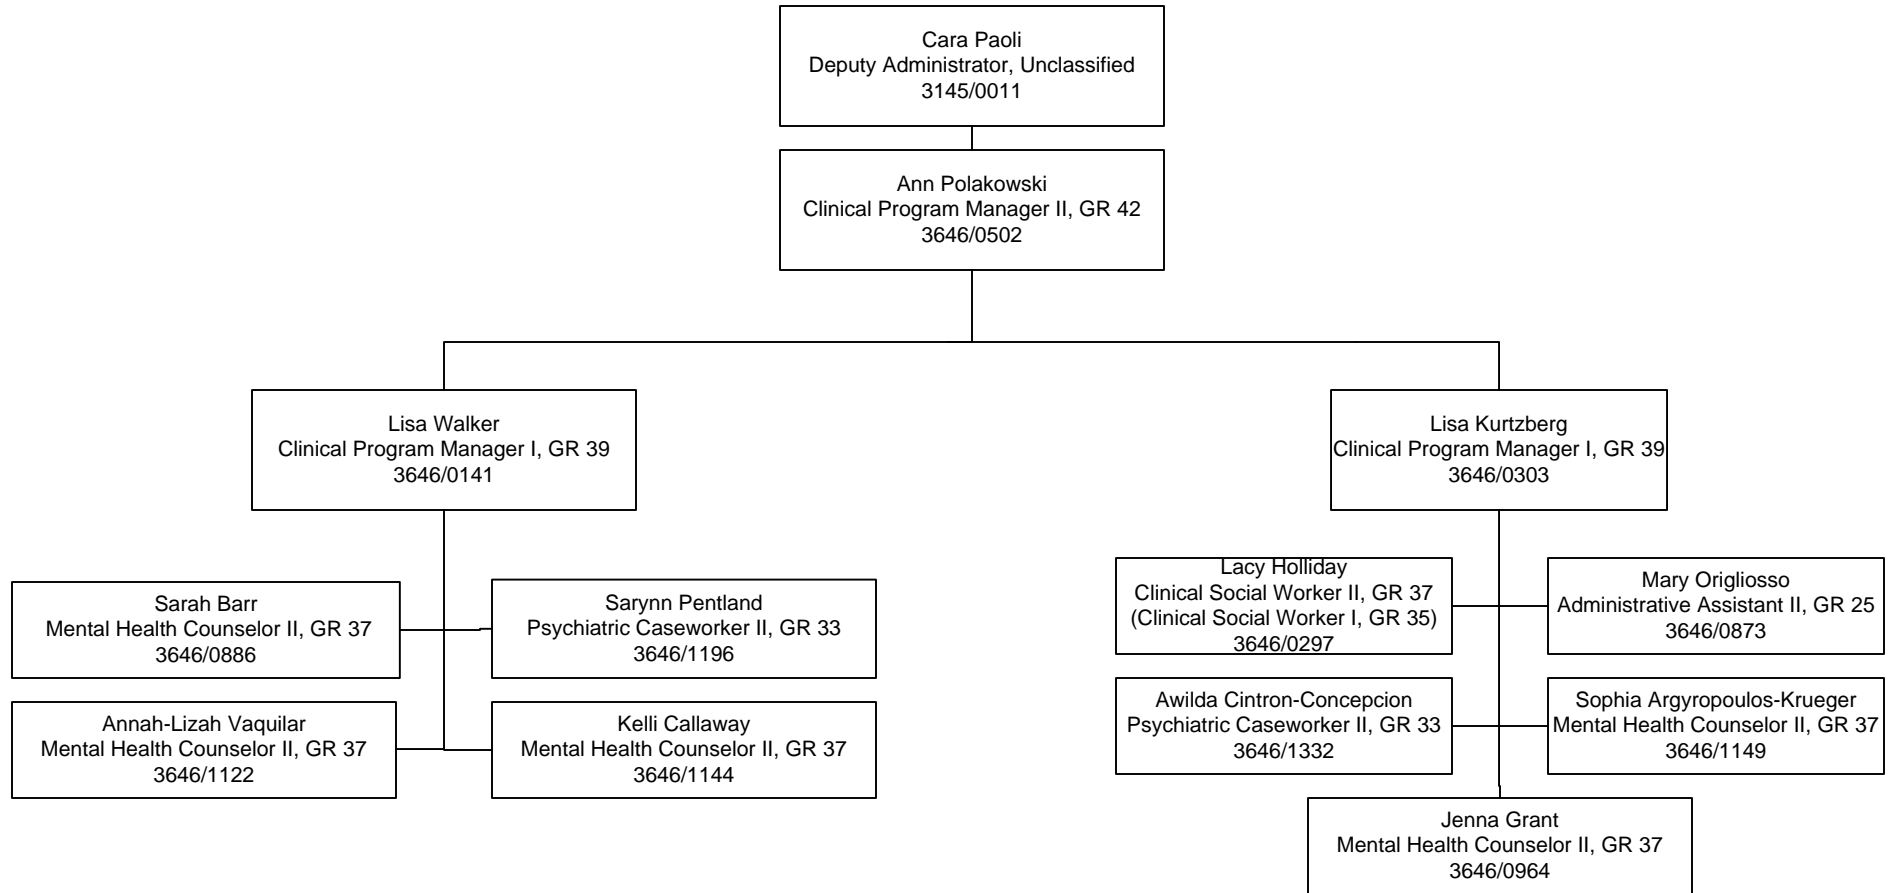 Cara Paoli
Deputy Administrator, Unclassified
3145/0011
Ann Polakowski
Clinical Program Manager II, GR 42
3646/0502
Lisa Walker
Clinical Program Manager I, GR 39
3646/0141
Lisa Kurtzberg
Clinical Program Manager I, GR 39
3646/0303
Sarah Barr
Mental Health Counselor II, GR 37
3646/0886
Sarynn Pentland
Psychiatric Caseworker II, GR 33
3646/1196
Annah-Lizah Vaquilar
Mental Health Counselor II, GR 37
3646/1122
Kelli Callaway
Mental Health Counselor II, GR 37
3646/1144
Lacy Holliday
Clinical Social Worker II, GR 37
(Clinical Social Worker I, GR 35)
3646/0297
Mary Origliosso
Administrative Assistant II, GR 25
3646/0873
Awilda Cintron-Concepcion
Psychiatric Caseworker II, GR 33
3646/1332
Sophia Argyropoulos-Krueger
Mental Health Counselor II, GR 37
3646/1149
Jenna Grant
Mental Health Counselor II, GR 37
3646/0964